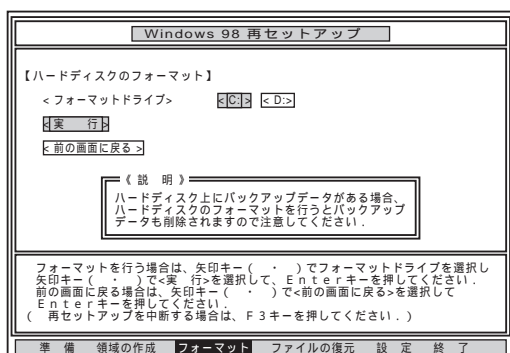 Windows 98 再セットアップ
【ハードディスクのフォーマット】
<フォーマットドライブ> <C:> <D:>
<実 行>
<前の画面に戻る>
《説 明》
ハードディスク上にバックアップデータがある場合、
ハードディスクのフォーマットを行うとバックアップ
データも削除されますので注意してください.
フォーマットを行う場合は、矢印キー( ・ )でフォーマットドライブを選択し
矢印キー( ・ )で<実 行>を選択して、Enterキーを押してください.
前の画面に戻る場合は、矢印キー( ・ )で<前の画面に戻る>を選択して
Enterキーを押してください.
( 再セットアップを中断する場合は、F3キーを押してください.)
準 備 領域の作成 フォーマット ファイルの復元 設 定 終 了